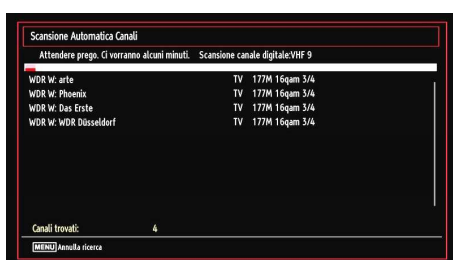 Scansione Automatica Canali
Attendere prego. Ci vorranno alcuni minuti. Scansione canale digitale:VHF 9
WDR W: arte TV 177M 16qam 3/4
WDR W: Phoenix TV 177M 16qam 3/4
WDR W: Das Erste TV 177M 16qam 3/4
WDR W: WDR Düsseldorf TV 177M 16qam 3/4
Canali trovati: 4
MENU Annulla ricerca